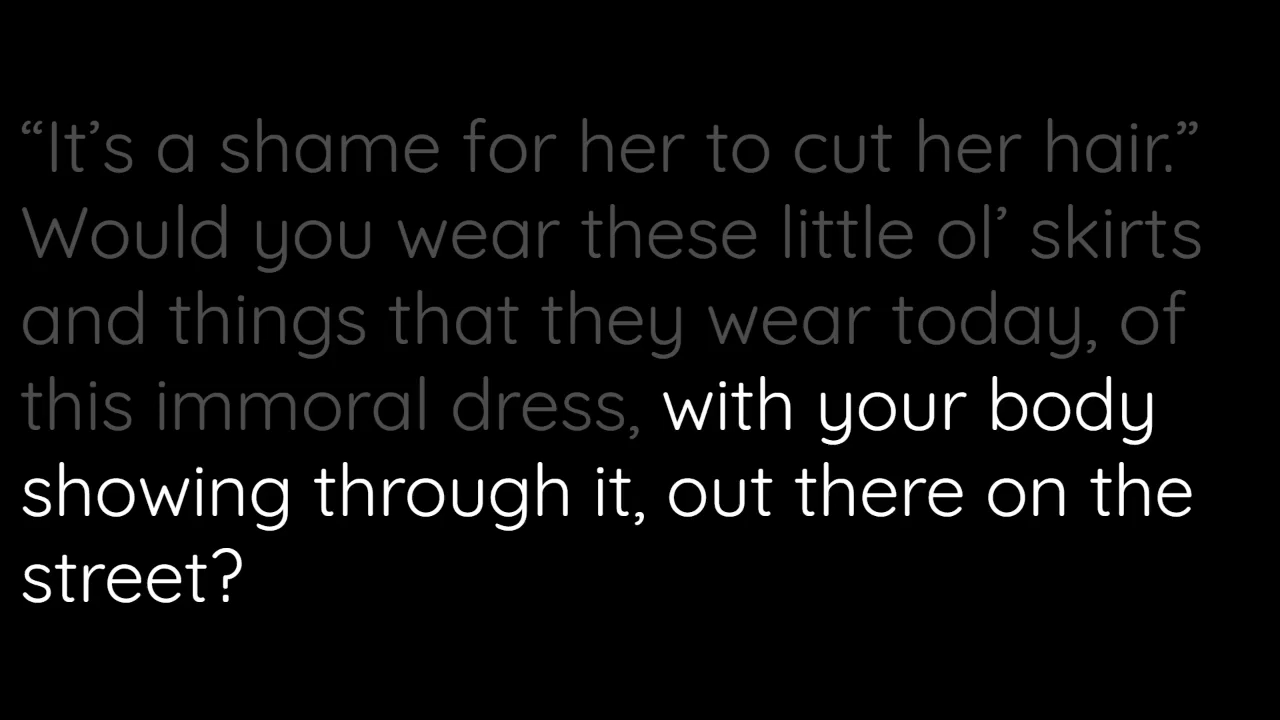 “It’s a shame for her to cut her hair.”
Would you wear these little ol’ skirts
and things that they wear today, of
this immoral dress, with your body
showing through it, out there on the
street?